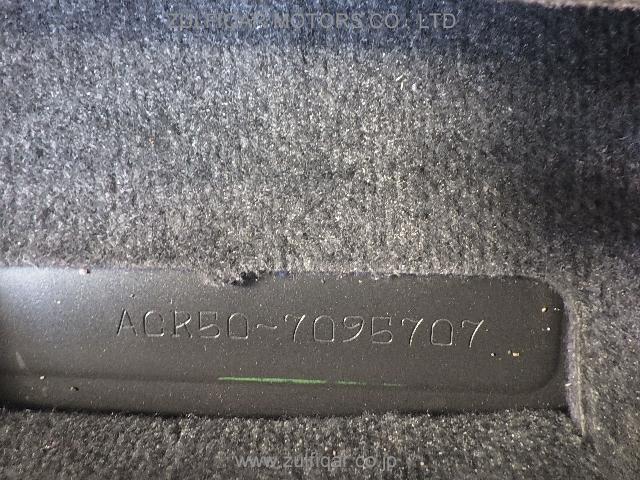 ZULFIQAR MOTORS CO. LTD
ACR50-7095707
www.zulfiqar.co.jp